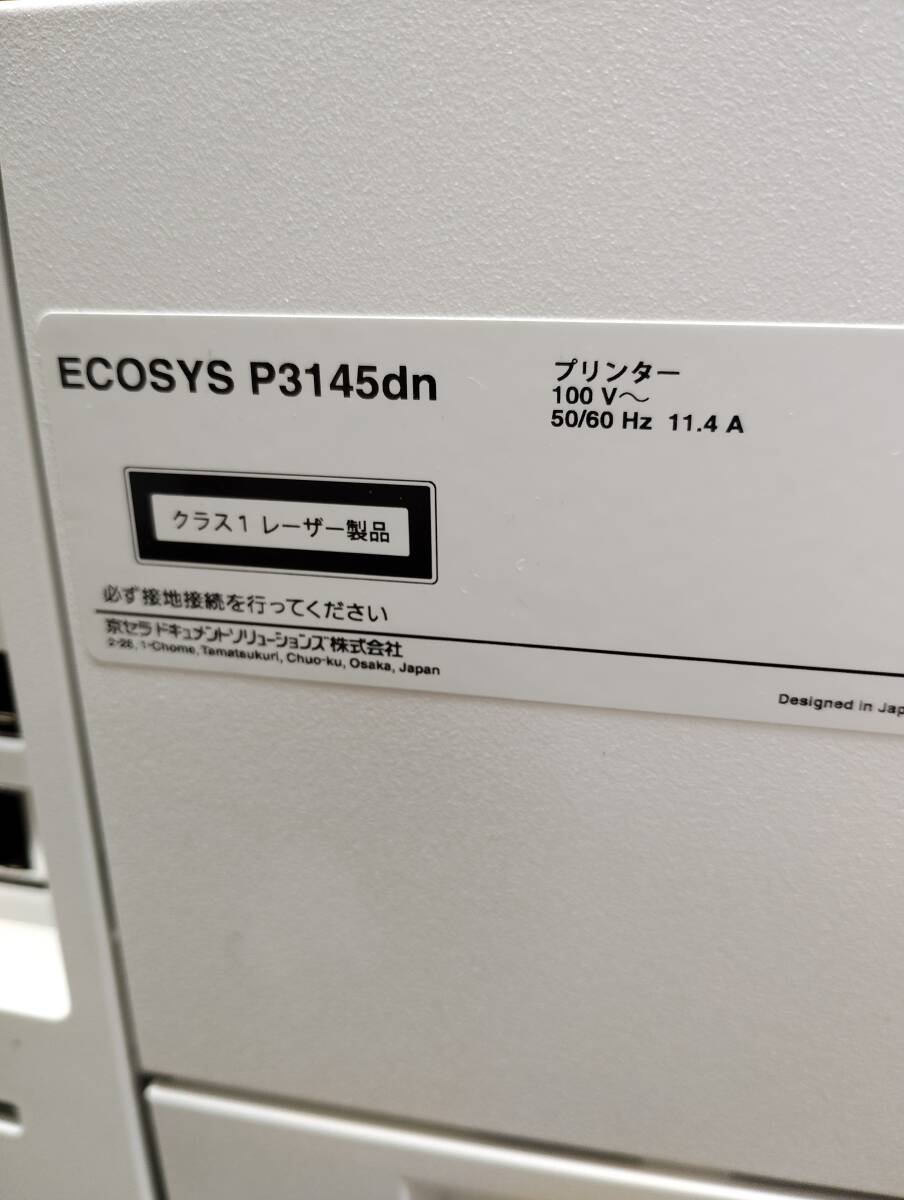 ECOSYS P3145dn
プリンター
100 V～
50/60 Hz 11.4 A
クラス1 レーザー製品
必ず接地接続を行ってください
京セラドキュメントソリューションズ株式会社
2-28, 1-Chome, Tamatsukuri, Chuo-ku, Osaka, Japan
Designed in Jap